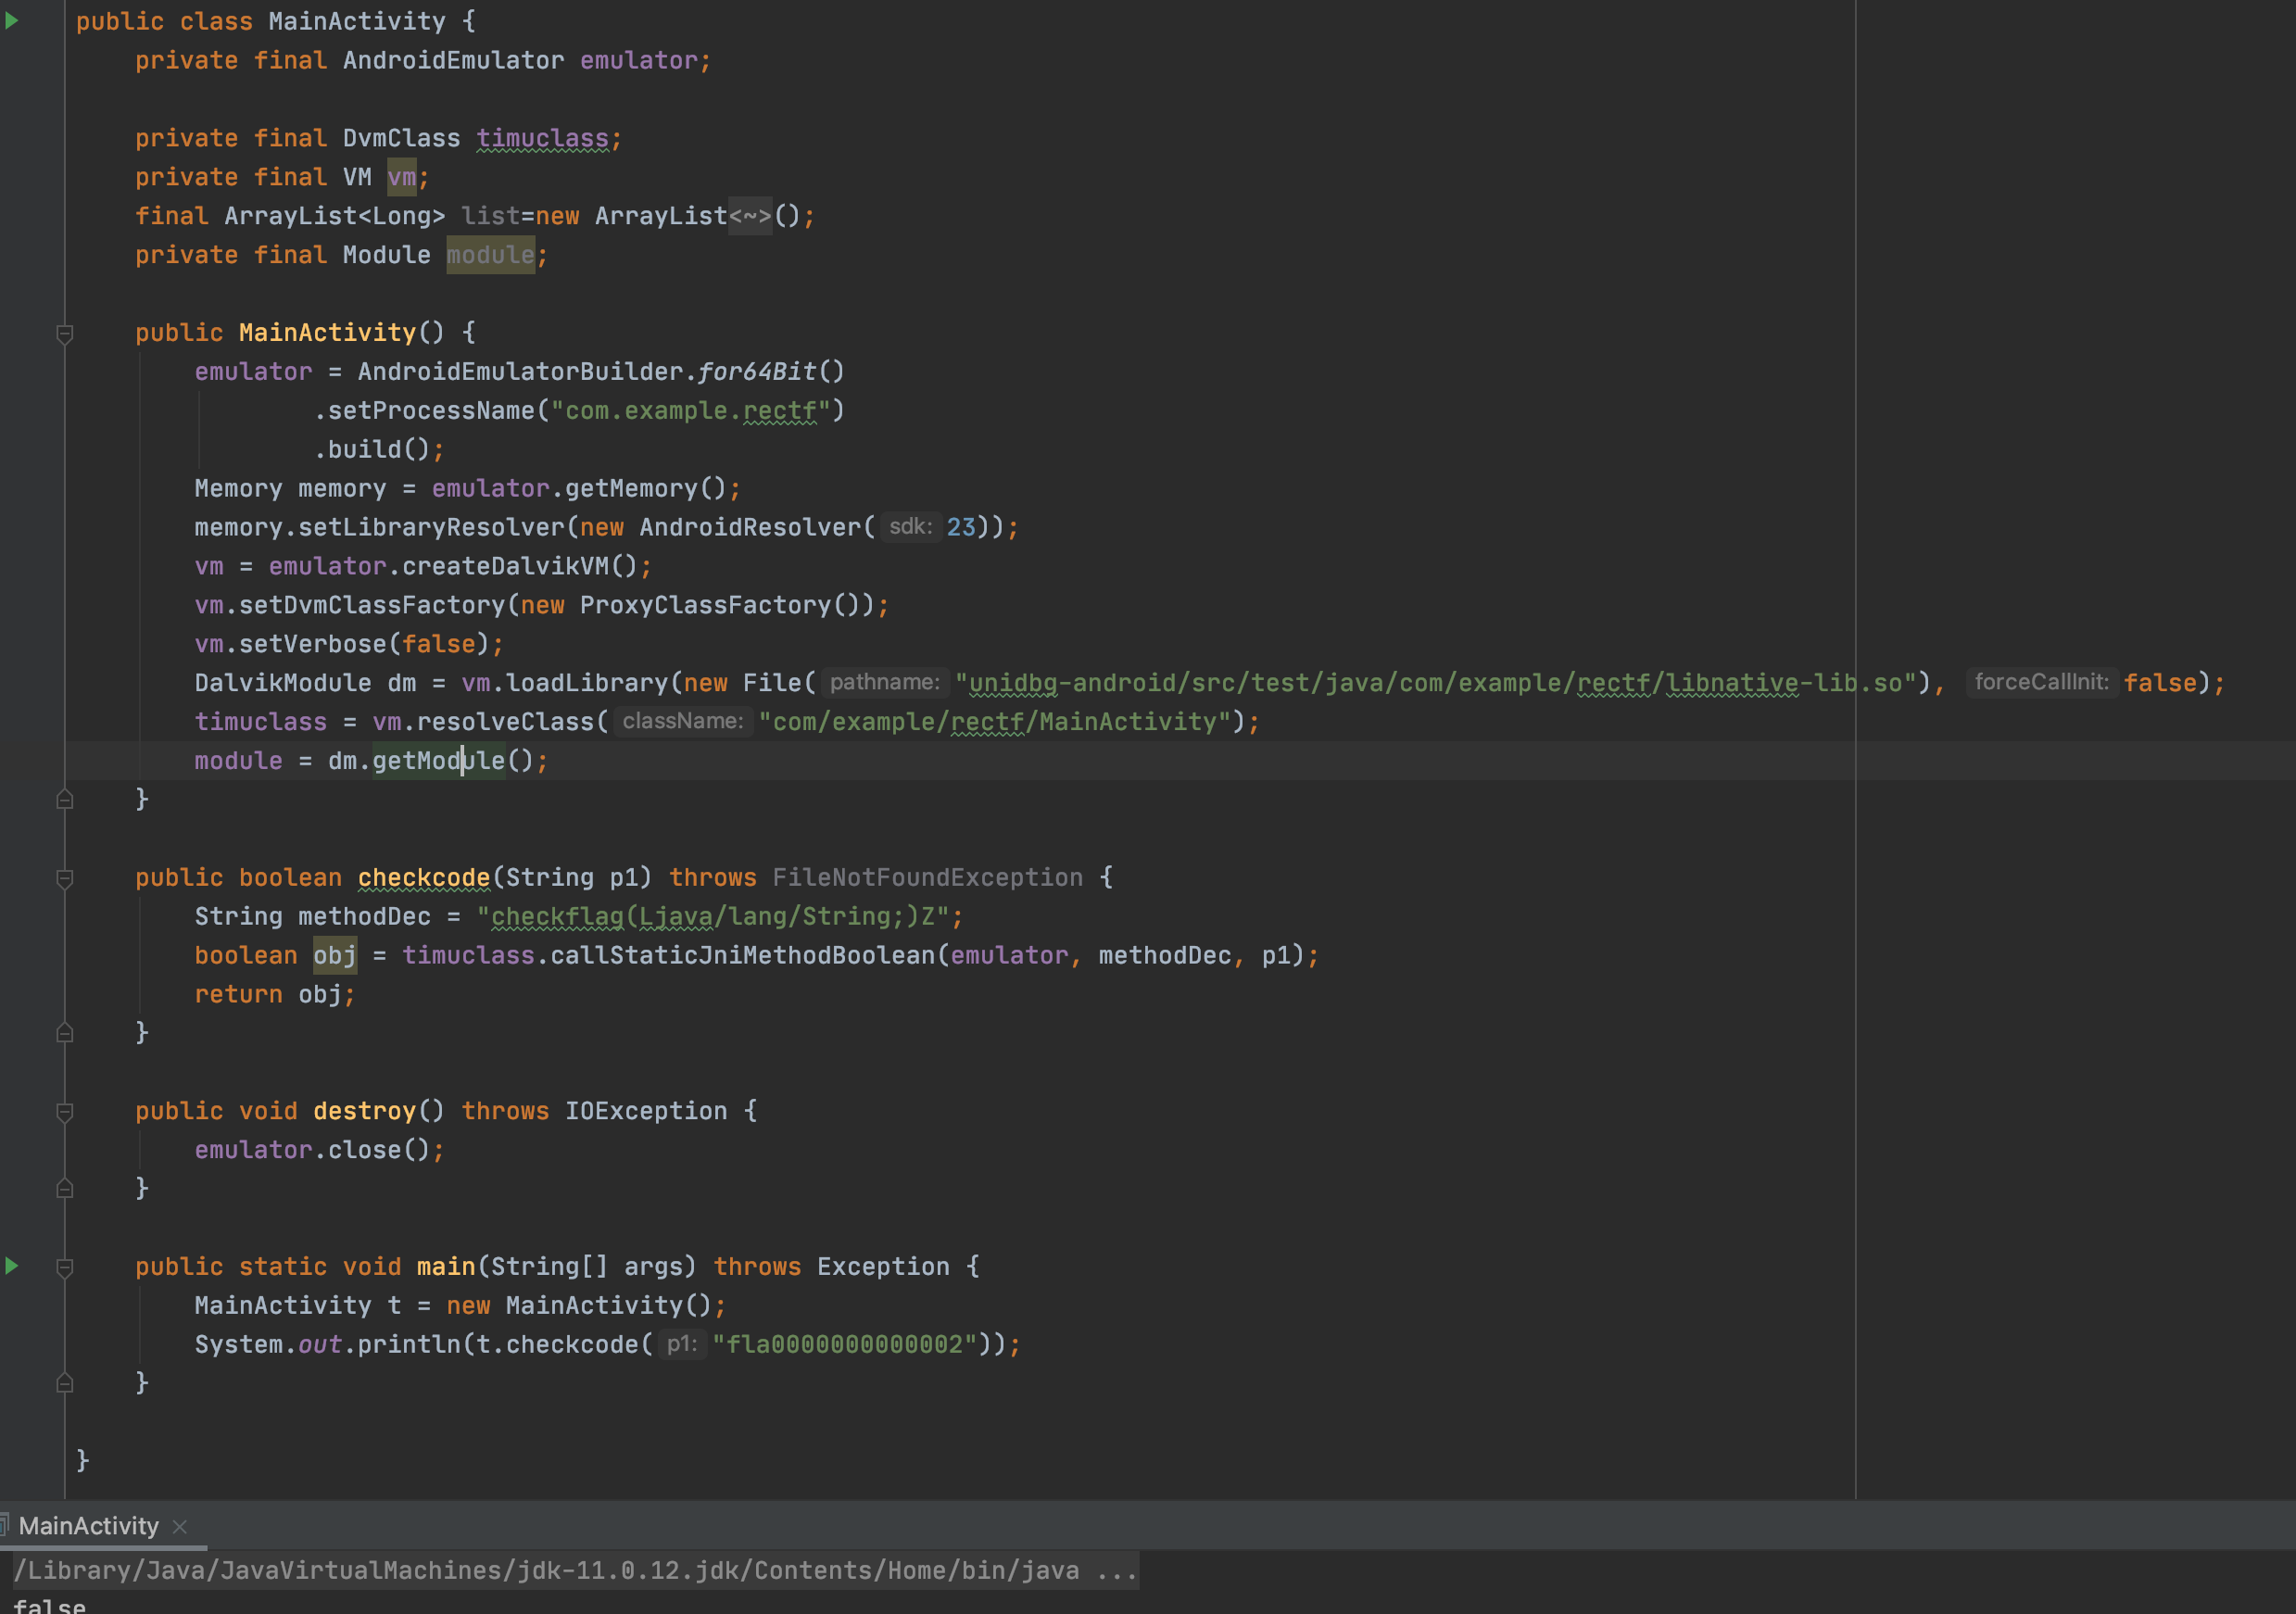 public class MainActivity {
private final AndroidEmulator emulator;
private final DvmClass timuclass;
private final VM vm;
final ArrayList<Long> list=new ArrayList<~>();
private final Module module;
public MainActivity() {
emulator = AndroidEmulatorBuilder.for64Bit()
.setProcessName("com.example.rectf")
.build();
Memory memory = emulator.getMemory();
memory.setLibraryResolver(new AndroidResolver( sdk: 23));
vm = emulator.createDalvikVM();
vm.setDvmClassFactory(new ProxyClassFactory());
vm.setVerbose(false);
DalvikModule dm = vm.loadLibrary(new File( pathname: "unidbg-android/src/test/java/com/example/rectf/libnative-lib.so"), forceCallInit: false);
timuclass = vm.resolveClass( className: "com/example/rectf/MainActivity");
module = dm.getModule();
}
public boolean checkcode(String p1) throws FileNotFoundException {
String methodDec = "checkflag(Ljava/lang/String;)Z";
boolean obj = timuclass.callStaticJniMethodBoolean(emulator, methodDec, p1);
return obj;
}
public void destroy() throws IOException {
emulator.close();
}
public static void main(String[] args) throws Exception {
MainActivity t = new MainActivity();
System.out.println(t.checkcode( p1: "fla0000000000002"));
}
}
MainActivity
/Library/Java/JavaVirtualMachines/jdk-11.0.12.jdk/Contents/Home/bin/java ...
false